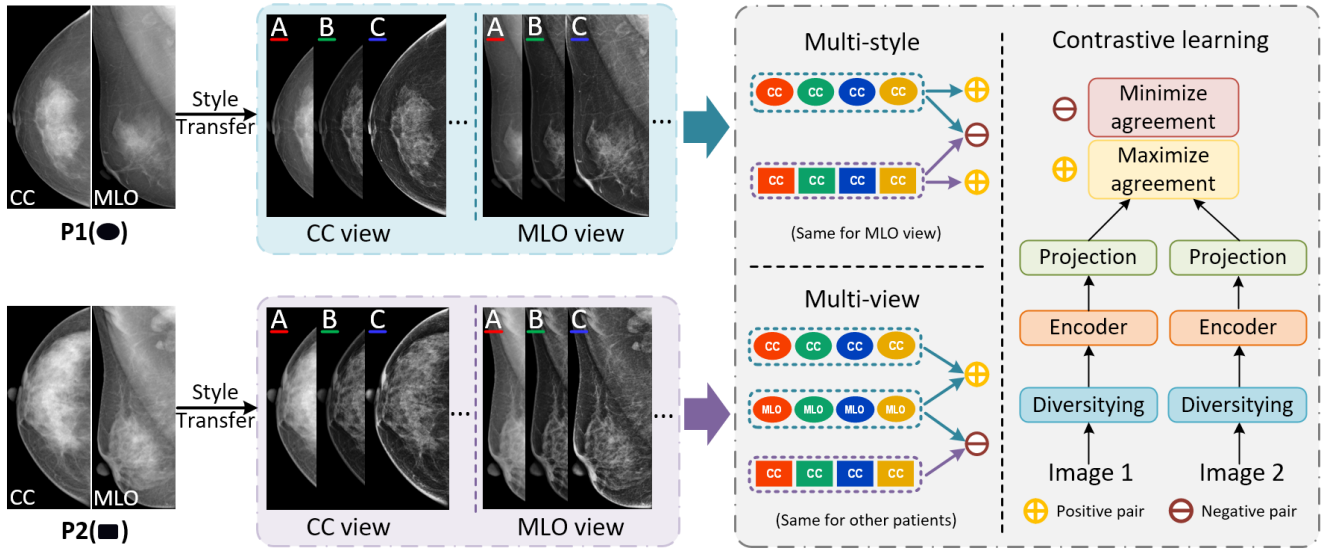 CC
MLO
P1( )
Style
Transfer
A B C
...
A B C
...
CC view
MLO view
CC
MLO
P2( )
Style
Transfer
A B C
...
A B C
...
CC view
MLO view
Multi-style
CC CC CC CC
CC CC CC CC
(Same for MLO view)
Multi-view
CC CC CC CC
MLO MLO MLO MLO
CC CC CC CC
(Same for other patients)
Contrastive learning
Minimize
agreement
Maximize
agreement
Projection Projection
Encoder Encoder
Diversitying Diversitying
Image 1 Image 2
Positive pair Negative pair